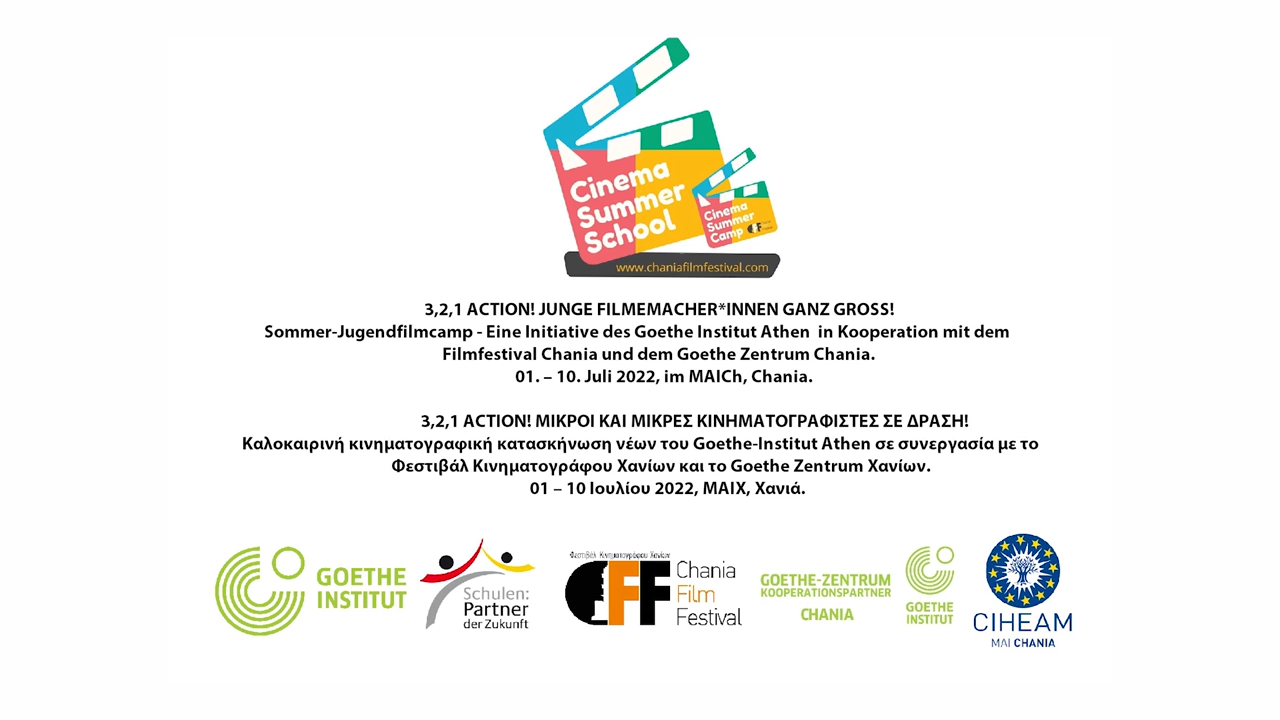 Cinema
Summer
School
Cinema
Summer
Camp
www.chaniafilmfestival.com
3,2,1 ACTION! JUNGE FILMEMACHER*INNEN GANZ GROSS!
Sommer-Jugendfilmcamp - Eine Initiative des Goethe Institut Athen in Kooperation mit dem
Filmfestival Chania und dem Goethe Zentrum Chania.
01. – 10. Juli 2022, im MAICh, Chania.
3,2,1 ACTION! ΜΙΚΡΟΙ ΚΑΙ ΜΙΚΡΕΣ ΚΙΝΗΜΑΤΟΓΡΑΦΙΣΤΕΣ ΣΕ ΔΡΑΣΗ!
Καλοκαιρινή κινηματογραφική κατασκήνωση νέων του Goethe-Institut Athen σε συνεργασία με το
Φεστιβάλ Κινηματογράφου Χανίων και το Goethe Zentrum Χανίων.
01 – 10 Ιουλίου 2022, ΜΑΙΧ, Χανιά.
GOETHE
INSTITUT
Schulen:
Partner
der Zukunft
Φεστιβάλ Κινηματογράφου Χανίων
CFF
Chania
Film
Festival
GOETHE-ZENTRUM
KOOPERATIONSPARTNER
CHANIA
GOETHE
INSTITUT
CIHEAM
MAI CHANIA